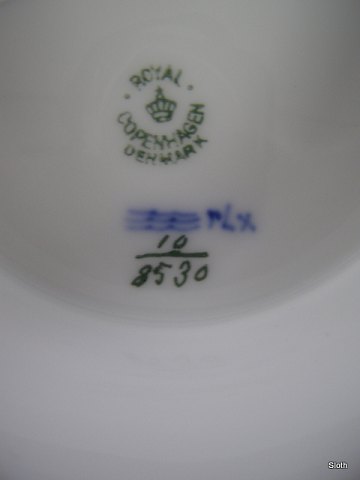 ROYAL
COPENHAGEN
DENMARK
10
8530
Sloth